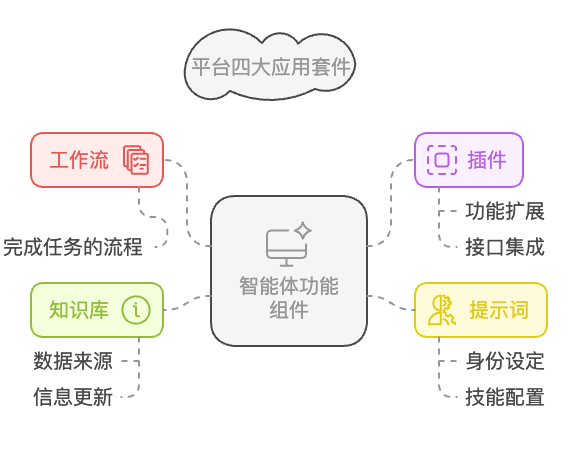 平台四大应用套件
工作流
完成任务的流程
知识库
数据来源
信息更新
智能体功能
组件
插件
功能扩展
接口集成
提示词
身份设定
技能配置